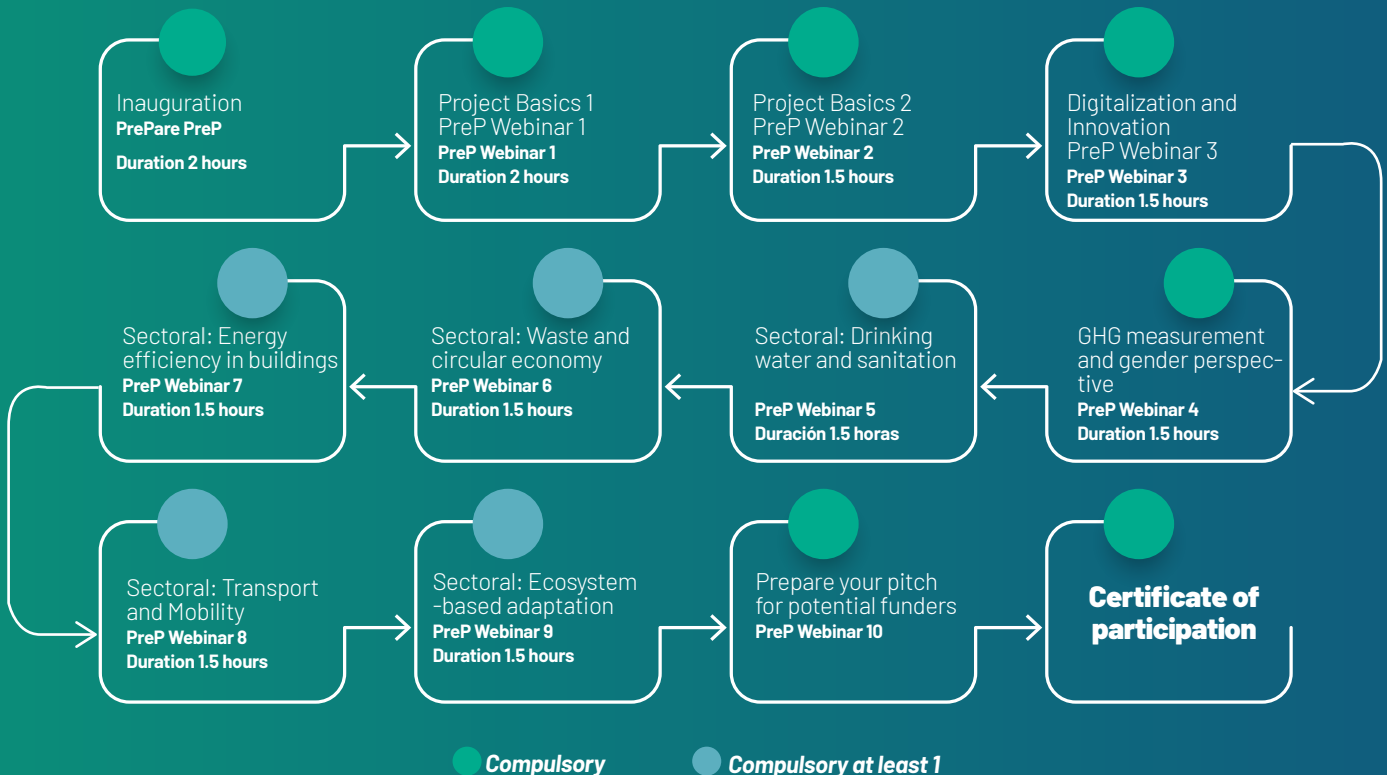 Inauguration
PrePare PreP
Duration 2 hours
Project Basics 1
PreP Webinar 1
PreP Webinar 1
Duration 2 hours
Project Basics 2
PreP Webinar 2
PreP Webinar 2
Duration 1.5 hours
Digitalization and
Innovation
PreP Webinar 3
PreP Webinar 3
Duration 1.5 hours
GHG measurement
and gender perspec-
tive
PreP Webinar 4
Duration 1.5 hours
Sectoral: Drinking
water and sanitation
PreP Webinar 5
Duración 1.5 horas
Sectoral: Waste and
circular economy
PreP Webinar 6
Duration 1.5 hours
Sectoral: Energy
efficiency in buildings
PreP Webinar 7
Duration 1.5 hours
Sectoral: Transport
and Mobility
PreP Webinar 8
Duration 1.5 hours
Sectoral: Ecosystem
-based adaptation
PreP Webinar 9
Duration 1.5 hours
Prepare your pitch
for potential funders
PreP Webinar 10
Certificate of
participation
Compulsory
Compulsory at least 1